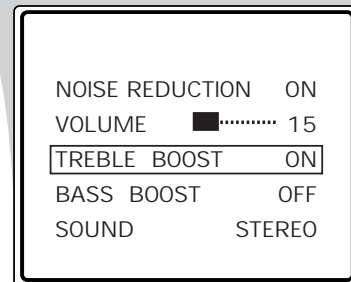 NOISE REDUCTION ON
VOLUME 15
TREBLE BOOST ON
BASS BOOST OFF
SOUND STEREO